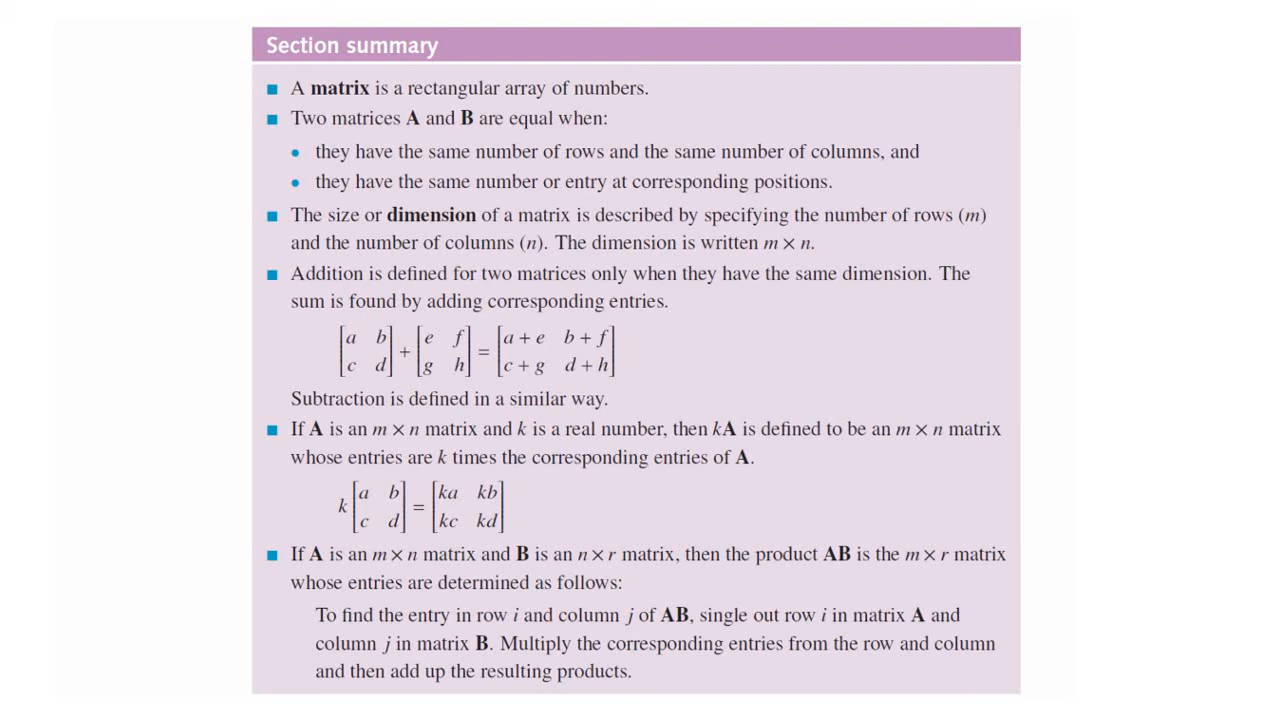 Section summary
■ A matrix is a rectangular array of numbers.
■ Two matrices A and B are equal when:
• they have the same number of rows and the same number of columns, and
• they have the same number or entry at corresponding positions.
■ The size or dimension of a matrix is described by specifying the number of rows (m)
and the number of columns (n). The dimension is written m × n.
■ Addition is defined for two matrices only when they have the same dimension. The
sum is found by adding corresponding entries.
[a b; c d] + [e f; g h] = [a + e b + f; c + g d + h]
Subtraction is defined in a similar way.
■ If A is an m × n matrix and k is a real number, then kA is defined to be an m × n matrix
whose entries are k times the corresponding entries of A.
k [a b; c d] = [ka kb; kc kd]
■ If A is an m × n matrix and B is an n × r matrix, then the product AB is the m × r matrix
whose entries are determined as follows:
To find the entry in row i and column j of AB, single out row i in matrix A and
column j in matrix B. Multiply the corresponding entries from the row and column
and then add up the resulting products.